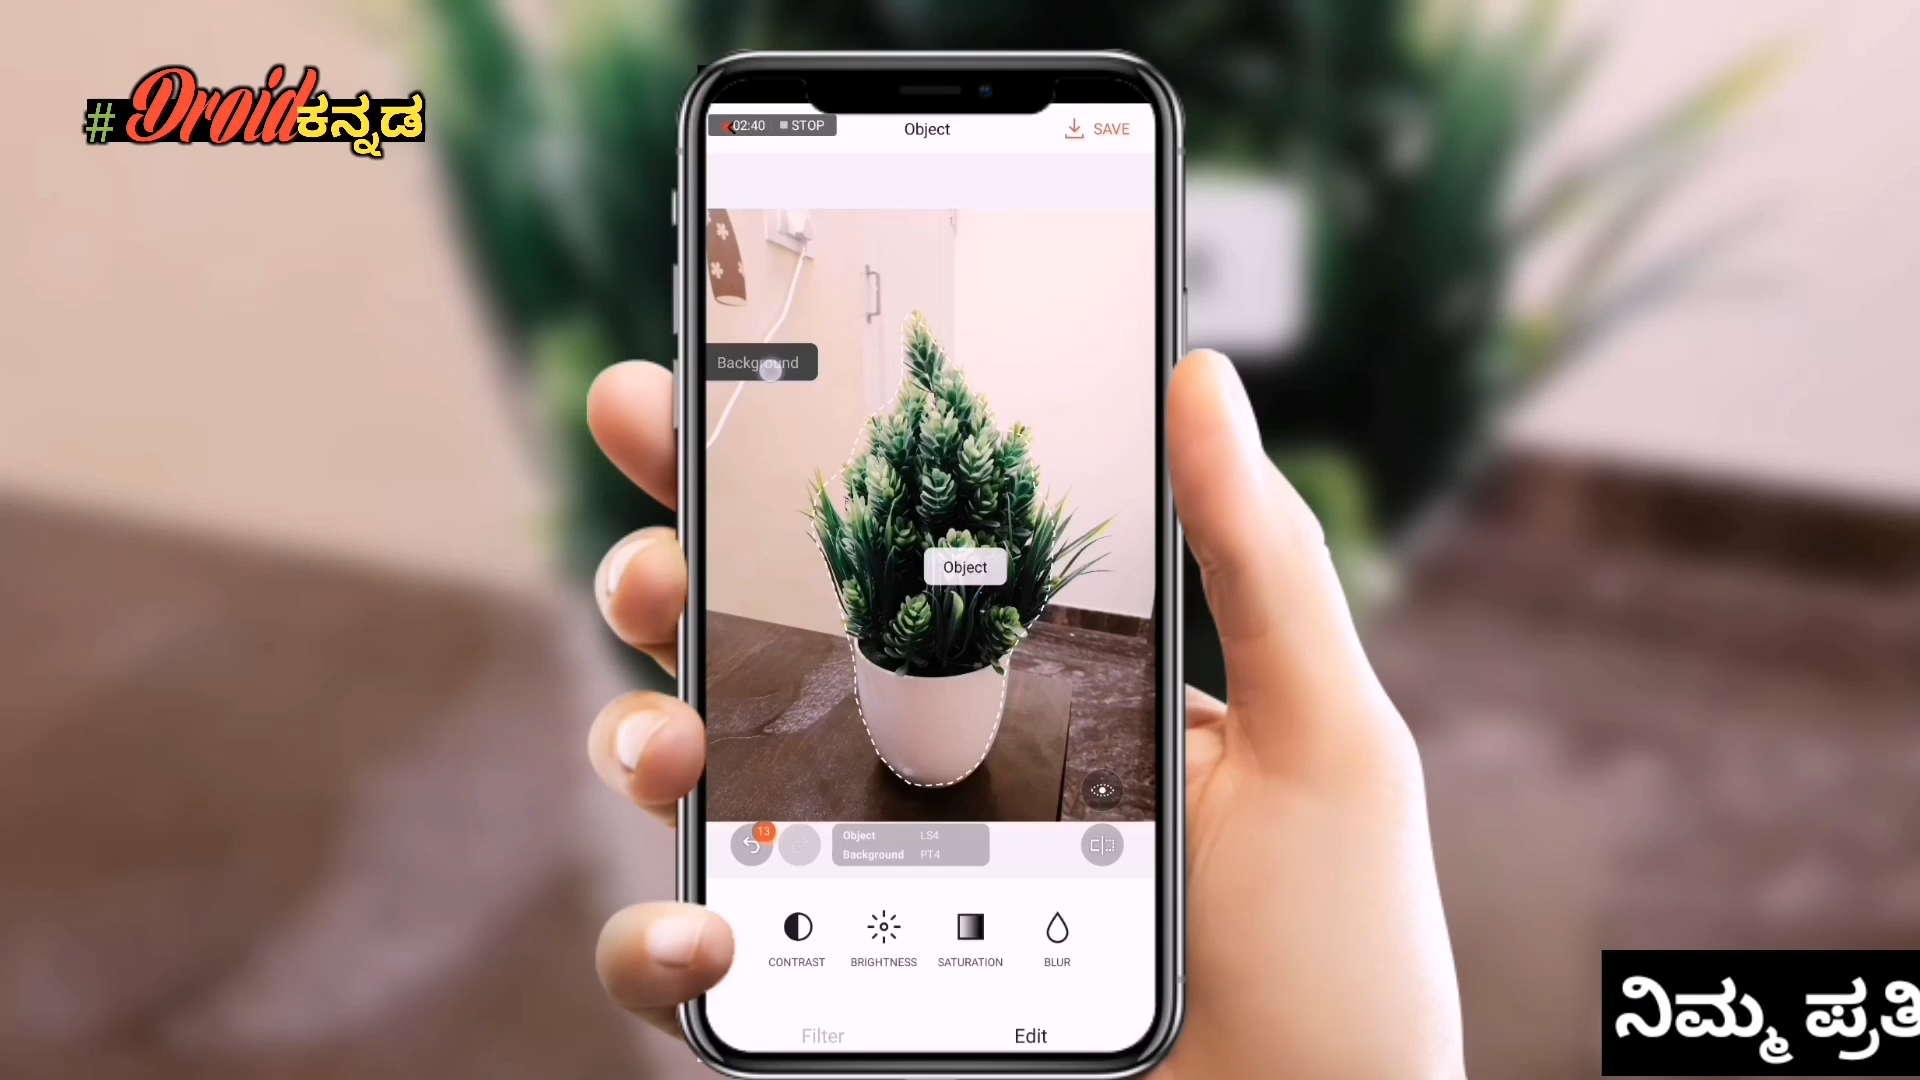 #Droidಕನ್ನಡ
02:40 STOP
Object
SAVE
Background
Object
13
Object LS4
Background PT4
CONTRAST BRIGHTNESS SATURATION BLUR
Filter Edit
ನಿಮ್ಮ ಪ್ರತಿ